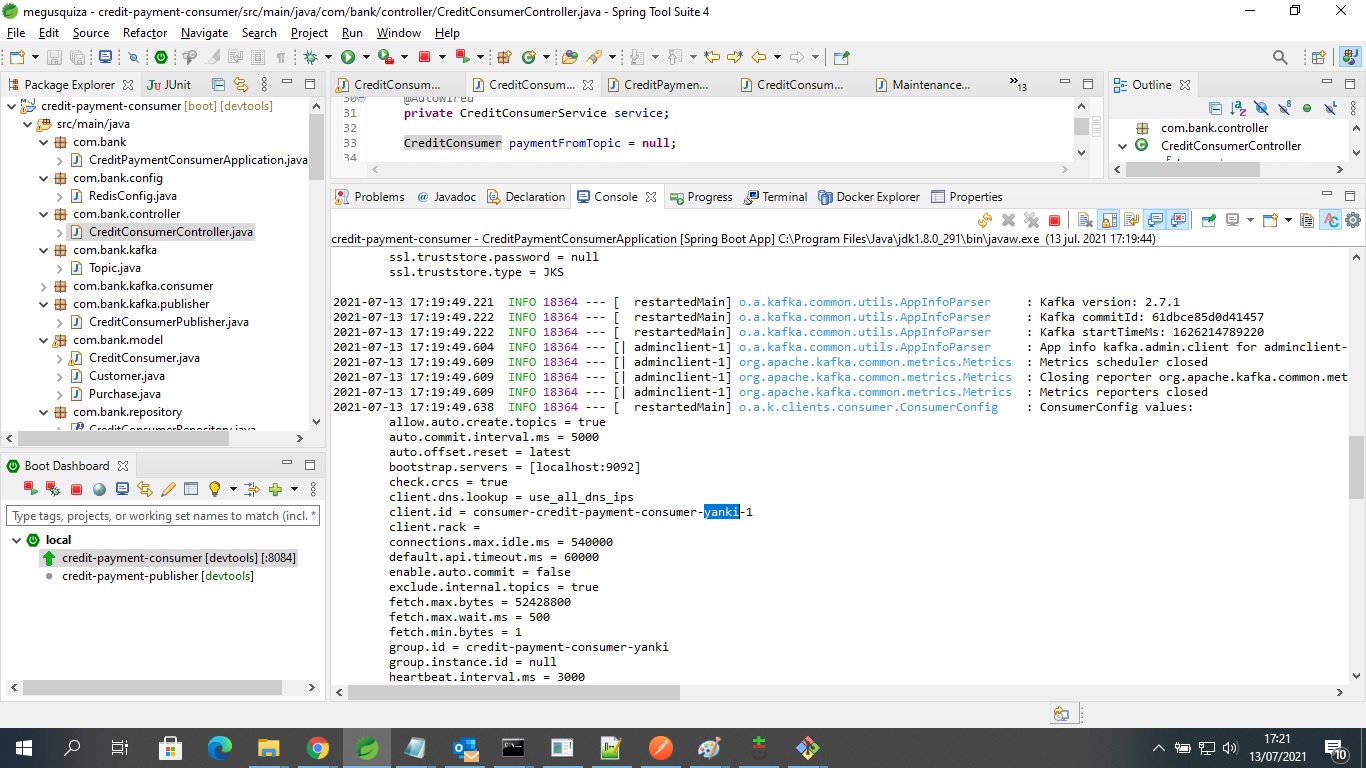 megusquiza - credit-payment-consumer/src/main/java/com/bank/controller/CreditConsumerController.java - Spring Tool Suite 4
File Edit Source Refactor Navigate Search Project Run Window Help
Package Explorer JUnit
credit-payment-consumer [boot] [devtools]
src/main/java
com.bank
CreditPaymentConsumerApplication.java
com.bank.config
RedisConfig.java
com.bank.controller
CreditConsumerController.java
com.bank.kafka
Topic.java
com.bank.kafka.consumer
com.bank.kafka.publisher
CreditConsumerPublisher.java
com.bank.model
CreditConsumer.java
Customer.java
Purchase.java
com.bank.repository
CreditConsumerRepository.java
Boot Dashboard
Type tags, projects, or working set names to match (incl. *
local
credit-payment-consumer [devtools] [:8084]
credit-payment-publisher [devtools]
CreditConsum... CreditConsum... CreditPaymen... CreditConsum... Maintenance... »13
30 @Autowired
31 private CreditConsumerService service;
32
33 CreditConsumer paymentFromTopic = null;
34
Outline
com.bank.controller
CreditConsumerController
Problems @ Javadoc Declaration Console Progress Terminal Docker Explorer Properties
credit-payment-consumer - CreditPaymentConsumerApplication [Spring Boot App] C:\Program Files\Java\jdk1.8.0_291\bin\javaw.exe (13 jul. 2021 17:19:44)
ssl.truststore.password = null
ssl.truststore.type = JKS
2021-07-13 17:19:49.221 INFO 18364 --- [ restartedMain] o.a.kafka.common.utils.AppInfoParser : Kafka version: 2.7.1
2021-07-13 17:19:49.222 INFO 18364 --- [ restartedMain] o.a.kafka.common.utils.AppInfoParser : Kafka commitId: 61dbce85d0d41457
2021-07-13 17:19:49.222 INFO 18364 --- [ restartedMain] o.a.kafka.common.utils.AppInfoParser : Kafka startTimeMs: 1626214789220
2021-07-13 17:19:49.604 INFO 18364 --- [| adminclient-1] o.a.kafka.common.utils.AppInfoParser : App info kafka.admin.client for adminclient-
2021-07-13 17:19:49.609 INFO 18364 --- [| adminclient-1] org.apache.kafka.common.metrics.Metrics : Metrics scheduler closed
2021-07-13 17:19:49.609 INFO 18364 --- [| adminclient-1] org.apache.kafka.common.metrics.Metrics : Closing reporter org.apache.kafka.common.met
2021-07-13 17:19:49.609 INFO 18364 --- [| adminclient-1] org.apache.kafka.common.metrics.Metrics : Metrics reporters closed
2021-07-13 17:19:49.638 INFO 18364 --- [ restartedMain] o.a.k.clients.consumer.ConsumerConfig : ConsumerConfig values:
allow.auto.create.topics = true
auto.commit.interval.ms = 5000
auto.offset.reset = latest
bootstrap.servers = [localhost:9092]
check.crcs = true
client.dns.lookup = use_all_dns_ips
client.id = consumer-credit-payment-consumer-yanki-1
client.rack =
connections.max.idle.ms = 540000
default.api.timeout.ms = 60000
enable.auto.commit = false
exclude.internal.topics = true
fetch.max.bytes = 52428800
fetch.max.wait.ms = 500
fetch.min.bytes = 1
group.id = credit-payment-consumer-yanki
group.instance.id = null
heartbeat.interval.ms = 3000
17:21
13/07/2021
10